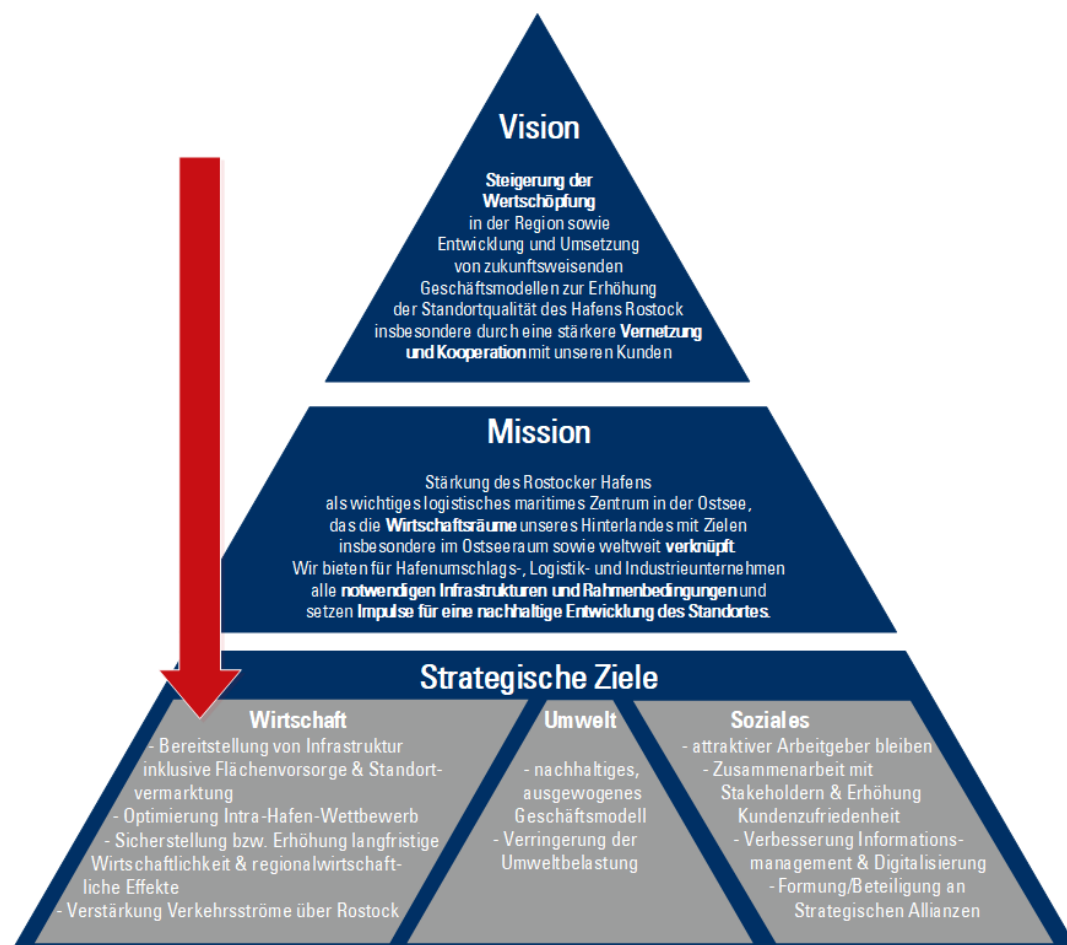 Vision
Steigerung der
Wertschöpfung
in der Region sowie
Entwicklung und Umsetzung
von zukunftsweisenden
Geschäftsmodellen zur Erhöhung
der Standortqualität des Hafens Rostock
insbesondere durch eine stärkere Vernetzung
und Kooperation mit unseren Kunden
Mission
Stärkung des Rostocker Hafens
als wichtiges logistisches maritimes Zentrum in der Ostsee,
das die Wirtschaftsräume unseres Hinterlandes mit Zielen
insbesondere im Ostseeraum sowie weltweit verknüpft.
Wir bieten für Hafenumschlags-, Logistik- und Industrieunternehmen
alle notwendigen Infrastrukturen und Rahmenbedingungen und
setzen Impulse für eine nachhaltige Entwicklung des Standortes.
Strategische Ziele
Wirtschaft
- Bereitstellung von Infrastruktur
inklusive Flächenvorsorge & Standort-
vermarktung
- Optimierung Intra-Hafen-Wettbewerb
- Sicherstellung bzw. Erhöhung langfristige
Wirtschaftlichkeit & regionalwirtschaft-
liche Effekte
- Verstärkung Verkehrsströme über Rostock
Umwelt
- nachhaltiges,
ausgewogenes
Geschäftsmodell
- Verringerung der
Umweltbelastung
Soziales
- attraktiver Arbeitgeber bleiben
- Zusammenarbeit mit
Stakeholdern & Erhöhung
Kundenzufriedenheit
- Verbesserung Informations-
management & Digitalisierung
- Formung/Beteiligung an
Strategischen Allianzen